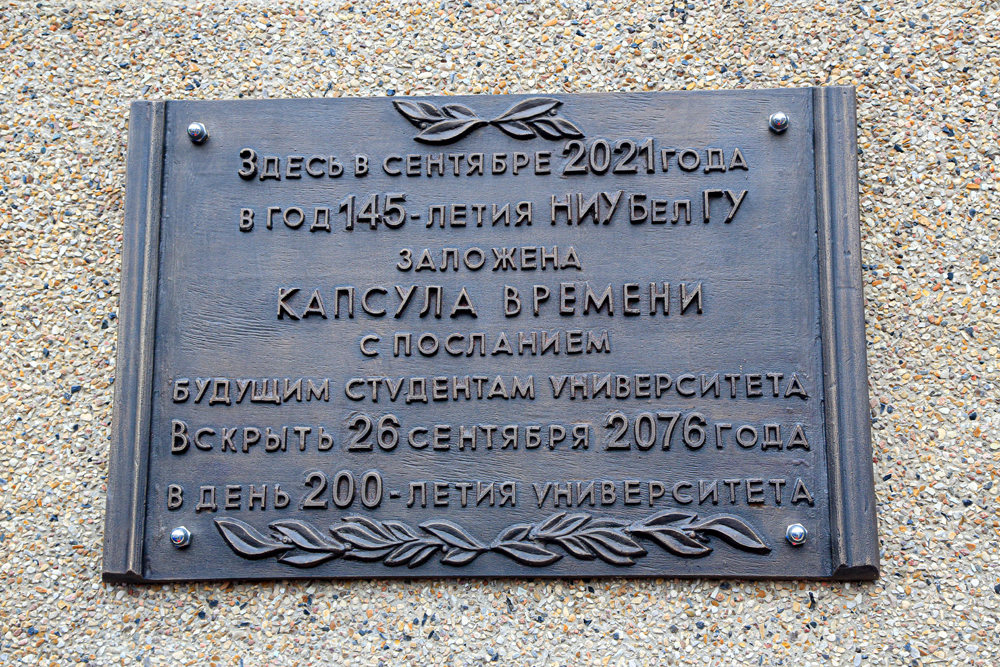 Здесь в сентябре 2021 года
в год 145-летия НИУ БелГУ
заложена
Капсула времени
с посланием
будущим студентам университета
Вскрыть 26 сентября 2076 года
в день 200-летия университета